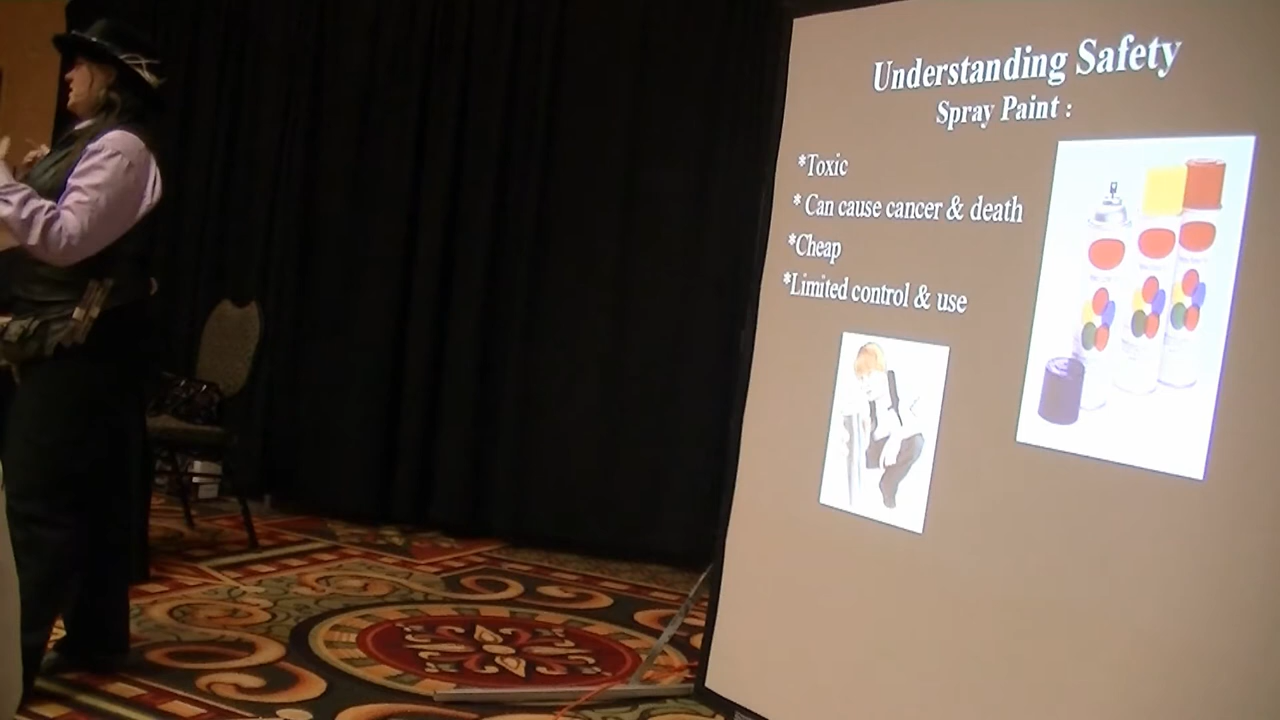 Understanding Safety
Spray Paint :
*Toxic
* Can cause cancer & death
*Cheap
*Limited control & use